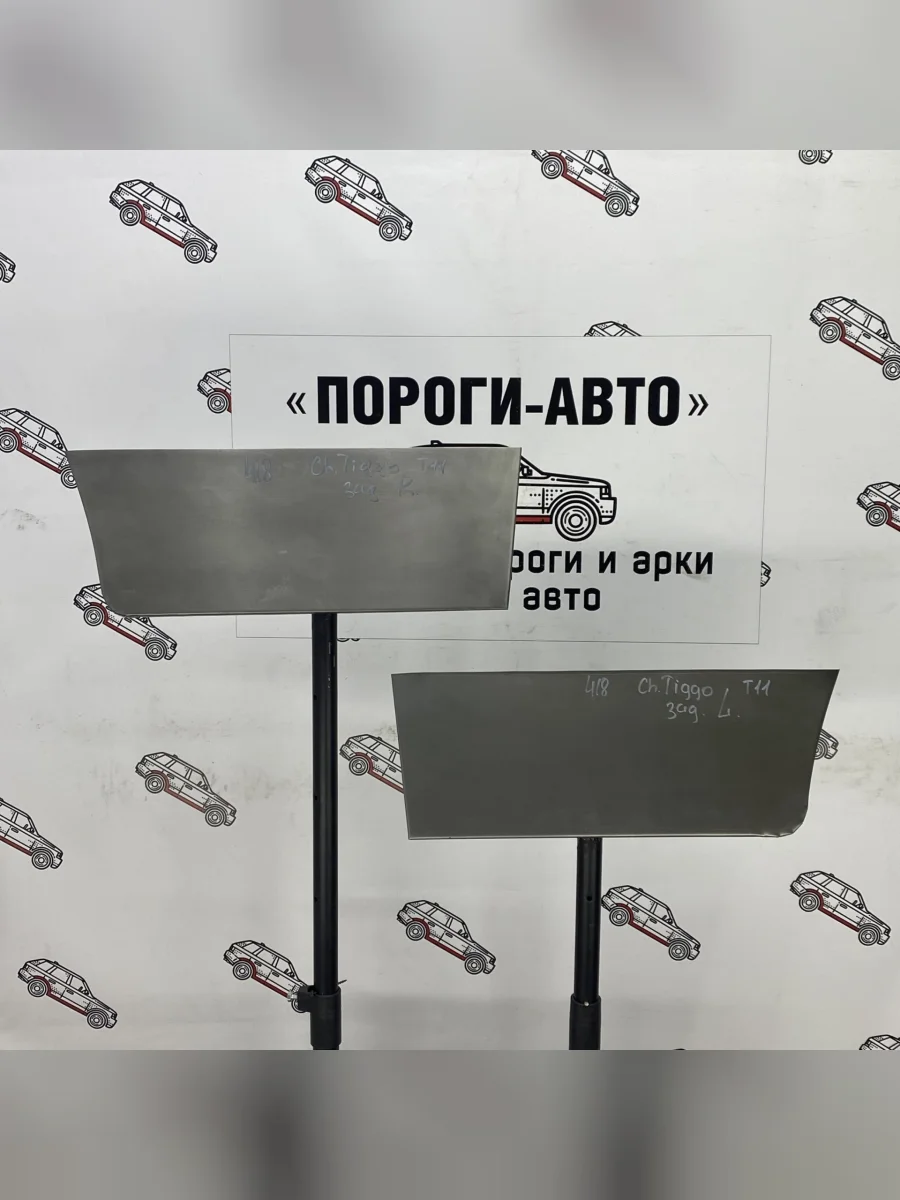 «ПОРОГИ-АВТО»
роги и арки
авто
418 Ch.Tiggo T11
зад.
418 Ch.Tiggo T11
зад. L.